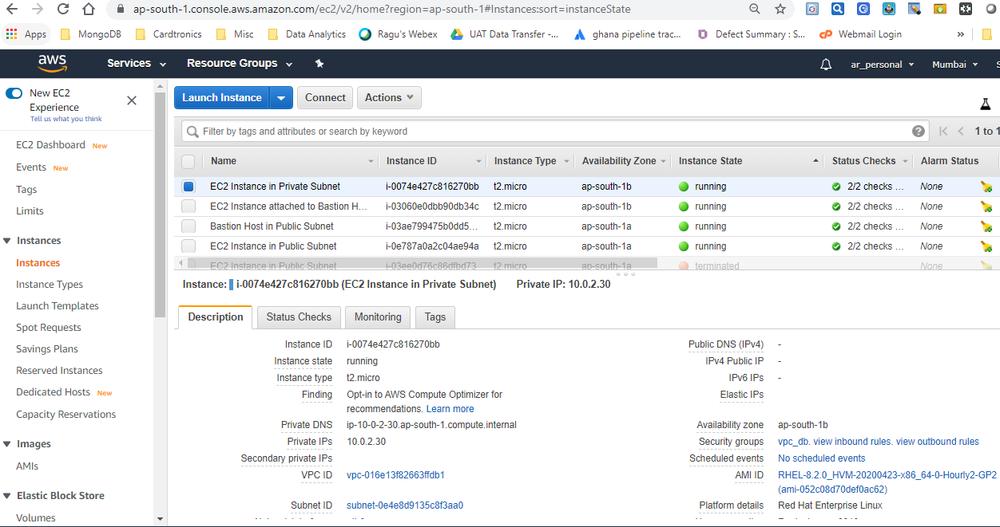 ap-south-1.console.aws.amazon.com/ec2/v2/home?region=ap-south-1#Instances:sort=instanceState
Apps MongoDB Cardtronics Misc Data Analytics Ragu's Webex UAT Data Transfer -... ghana pipeline trac... Defect Summary : S... Webmail Login »
aws Services Resource Groups ar_personal Mumbai S
New EC2
Experience
Tell us what you think
EC2 Dashboard New
Events New
Tags
Limits
Instances
Instances
Instance Types
Launch Templates
Spot Requests
Savings Plans
Reserved Instances
Dedicated Hosts New
Capacity Reservations
Images
AMIs
Elastic Block Store
Volumes
Launch Instance Connect Actions
Filter by tags and attributes or search by keyword 1 to 1
Name Instance ID Instance Type Availability Zone Instance State Status Checks Alarm Status
EC2 Instance in Private Subnet i-0074e427c816270bb t2.micro ap-south-1b running 2/2 checks ... None
EC2 Instance attached to Bastion H... i-03060e0dbb90db34c t2.micro ap-south-1b running 2/2 checks ... None
Bastion Host in Public Subnet i-03ae799475b0dd5... t2.micro ap-south-1a running 2/2 checks ... None
EC2 Instance in Public Subnet i-0e787a0a2c04ae94a t2.micro ap-south-1a running 2/2 checks ... None
EC2 Instance in Public Subnet i-03ee0d76c86dfbd73 t2.micro ap-south-1a terminated None
Instance: i-0074e427c816270bb (EC2 Instance in Private Subnet) Private IP: 10.0.2.30
Description Status Checks Monitoring Tags
Instance ID i-0074e427c816270bb Public DNS (IPv4) -
Instance state running IPv4 Public IP -
Instance type t2.micro IPv6 IPs -
Finding Opt-in to AWS Compute Optimizer for Elastic IPs
recommendations. Learn more
Private DNS ip-10-0-2-30.ap-south-1.compute.internal Availability zone ap-south-1b
Private IPs 10.0.2.30 Security groups vpc_db. view inbound rules. view outbound rules
Secondary private IPs Scheduled events No scheduled events
VPC ID vpc-016e13f82663ffdb1 AMI ID RHEL-8.2.0_HVM-20200423-x86_64-0-Hourly2-GP2
(ami-052c08d70def0ac62)
Subnet ID subnet-0e4e8d9135c8f3aa0 Platform details Red Hat Enterprise Linux